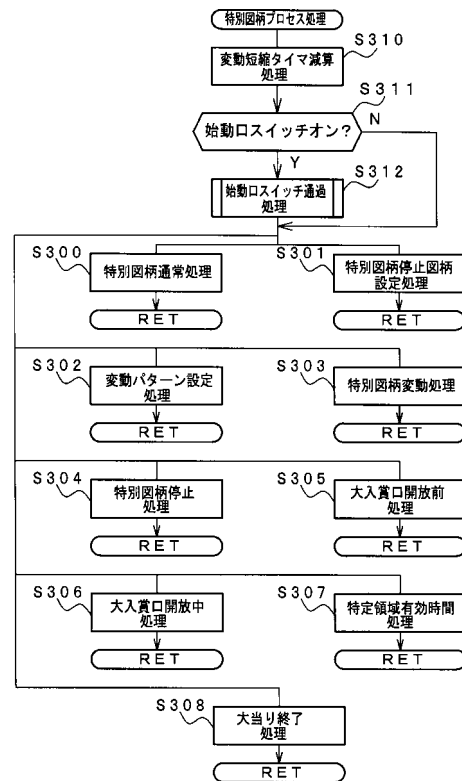 特別図柄プロセス処理
S310
変動短縮タイマ減算
処理
S311
始動口スイッチオン?
N
Y
S312
始動口スイッチ通過
処理
S300
特別図柄通常処理
RET
S301
特別図柄停止図柄
設定処理
RET
S302
変動パターン設定
処理
RET
S303
特別図柄変動処理
RET
S304
特別図柄停止
処理
RET
S305
大入賞口開放前
処理
RET
S306
大入賞口開放中
処理
RET
S307
特定領域有効時間
処理
RET
S308
大当り終了
処理
RET